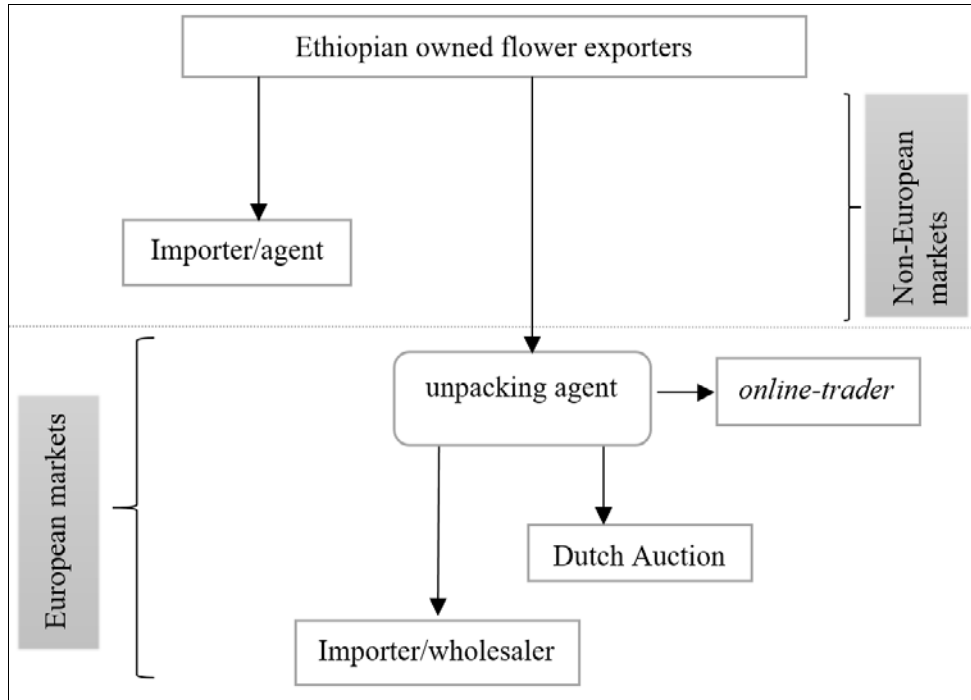 Ethiopian owned flower exporters
Non-European
markets
Importer/agent
unpacking agent
online-trader
European markets
Dutch Auction
Importer/wholesaler